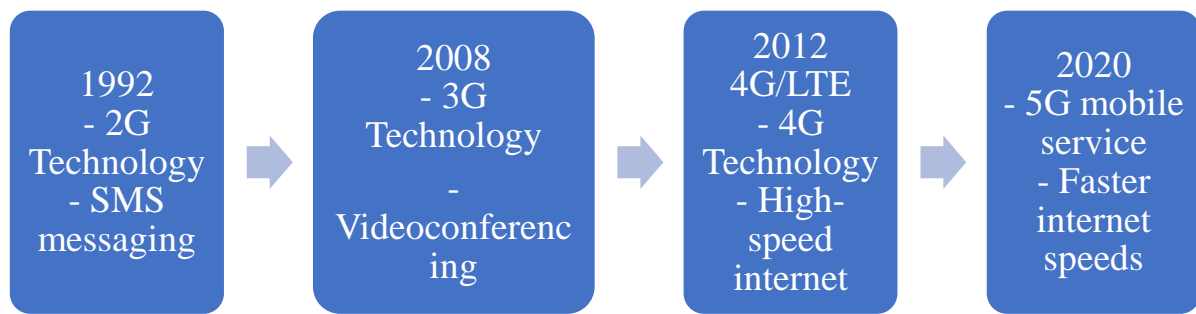 1992
- 2G
Technology
- SMS
messaging
2008
- 3G
Technology
-
Videoconferenc
ing
2012
4G/LTE
- 4G
Technology
- High-
speed
internet
2020
- 5G mobile
service
- Faster
internet
speeds